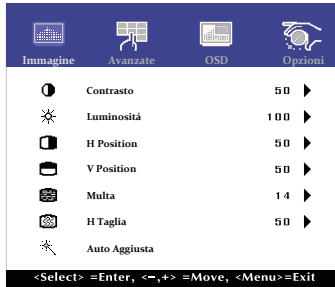 Immagine Avanzate OSD Opzioni
Contrasto 50
Luminositá 100
H Position 50
V Position 50
Multa 14
H Taglia 50
Auto Aggiusta
<Select> =Enter, <−,+> =Move, <Menu>=Exit